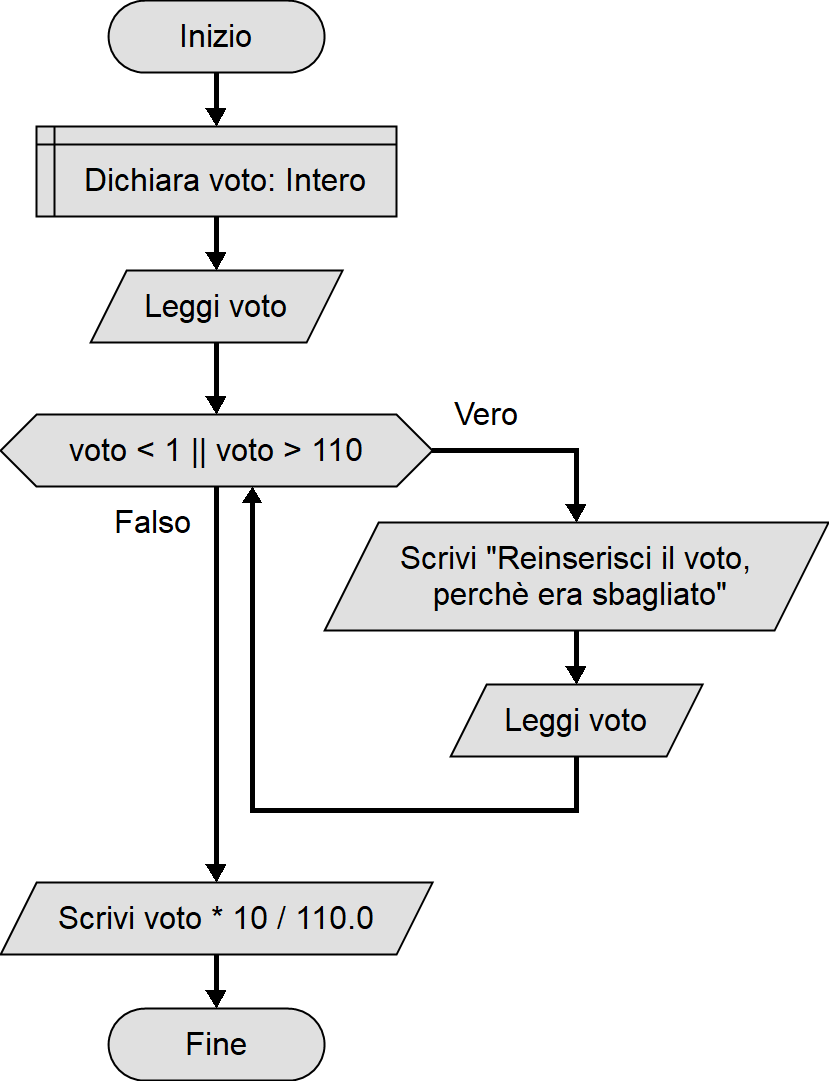 Inizio
Dichiara voto: Intero
Leggi voto
voto < 1 || voto > 110
Vero
Falso
Scrivi "Reinserisci il voto,
perchè era sbagliato"
Leggi voto
Scrivi voto * 10 / 110.0
Fine